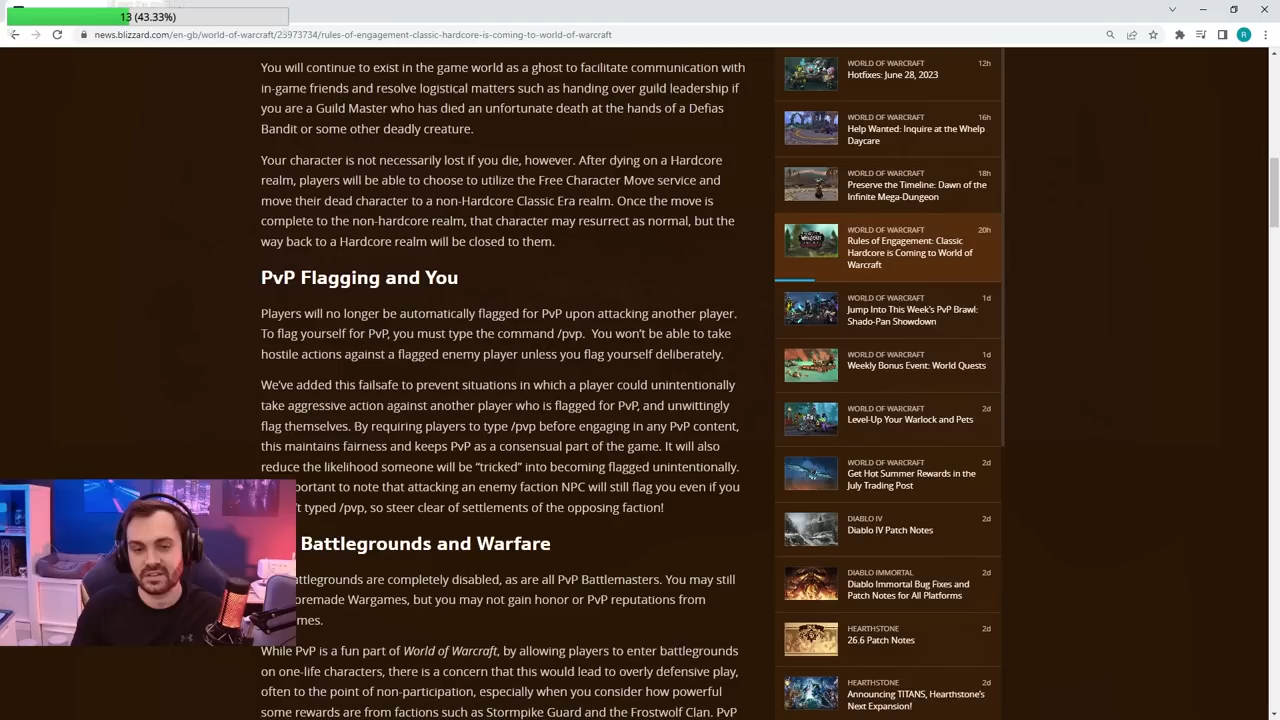 13 (43.33%)
news.blizzard.com/en-gb/world-of-warcraft/23973734/rules-of-engagement-classic-hardcore-is-coming-to-world-of-warcraft
R
You will continue to exist in the game world as a ghost to facilitate communication with
in-game friends and resolve logistical matters such as handing over guild leadership if
you are a Guild Master who has died an unfortunate death at the hands of a Defias
Bandit or some other deadly creature.
Your character is not necessarily lost if you die, however. After dying on a Hardcore
realm, players will be able to choose to utilize the Free Character Move service and
move their dead character to a non-Hardcore Classic Era realm. Once the move is
complete to the non-hardcore realm, that character may resurrect as normal, but the
way back to a Hardcore realm will be closed to them.
PvP Flagging and You
Players will no longer be automatically flagged for PvP upon attacking another player.
To flag yourself for PvP, you must type the command /pvp. You won't be able to take
hostile actions against a flagged enemy player unless you flag yourself deliberately.
We've added this failsafe to prevent situations in which a player could unintentionally
take aggressive action against another player who is flagged for PvP, and unwittingly
flag themselves. By requiring players to type /pvp before engaging in any PvP content,
this maintains fairness and keeps PvP as a consensual part of the game. It will also
reduce the likelihood someone will be "tricked" into becoming flagged unintentionally.
portant to note that attacking an enemy faction NPC will still flag you even if you
't typed /pvp, so steer clear of settlements of the opposing faction!
Battlegrounds and Warfare
attlegrounds are completely disabled, as are all PvP Battlemasters. You may still
premade Wargames, but you may not gain honor or PvP reputations from
mes.
While PvP is a fun part of World of Warcraft, by allowing players to enter battlegrounds
on one-life characters, there is a concern that this would lead to overly defensive play,
often to the point of non-participation, especially when you consider how powerful
some rewards are from factions such as Stormpike Guard and the Frostwolf Clan. PvP
WORLD OF WARCRAFT 12h
Hotfixes: June 28, 2023
WORLD OF WARCRAFT 16h
Help Wanted: Inquire at the Whelp
Daycare
WORLD OF WARCRAFT 18h
Preserve the Timeline: Dawn of the
Infinite Mega-Dungeon
WORLD OF WARCRAFT 20h
Rules of Engagement: Classic
Hardcore is Coming to World of
Warcraft
WORLD OF WARCRAFT 1d
Jump Into This Week's PvP Brawl:
Shado-Pan Showdown
WORLD OF WARCRAFT 1d
Weekly Bonus Event: World Quests
WORLD OF WARCRAFT 2d
Level-Up Your Warlock and Pets
WORLD OF WARCRAFT 2d
Get Hot Summer Rewards in the
July Trading Post
DIABLO IV 2d
Diablo IV Patch Notes
DIABLO IMMORTAL 2d
Diablo Immortal Bug Fixes and
Patch Notes for All Platforms
HEARTHSTONE 2d
26.6 Patch Notes
HEARTHSTONE 2d
Announcing TITANS, Hearthstone's
Next Expansion!